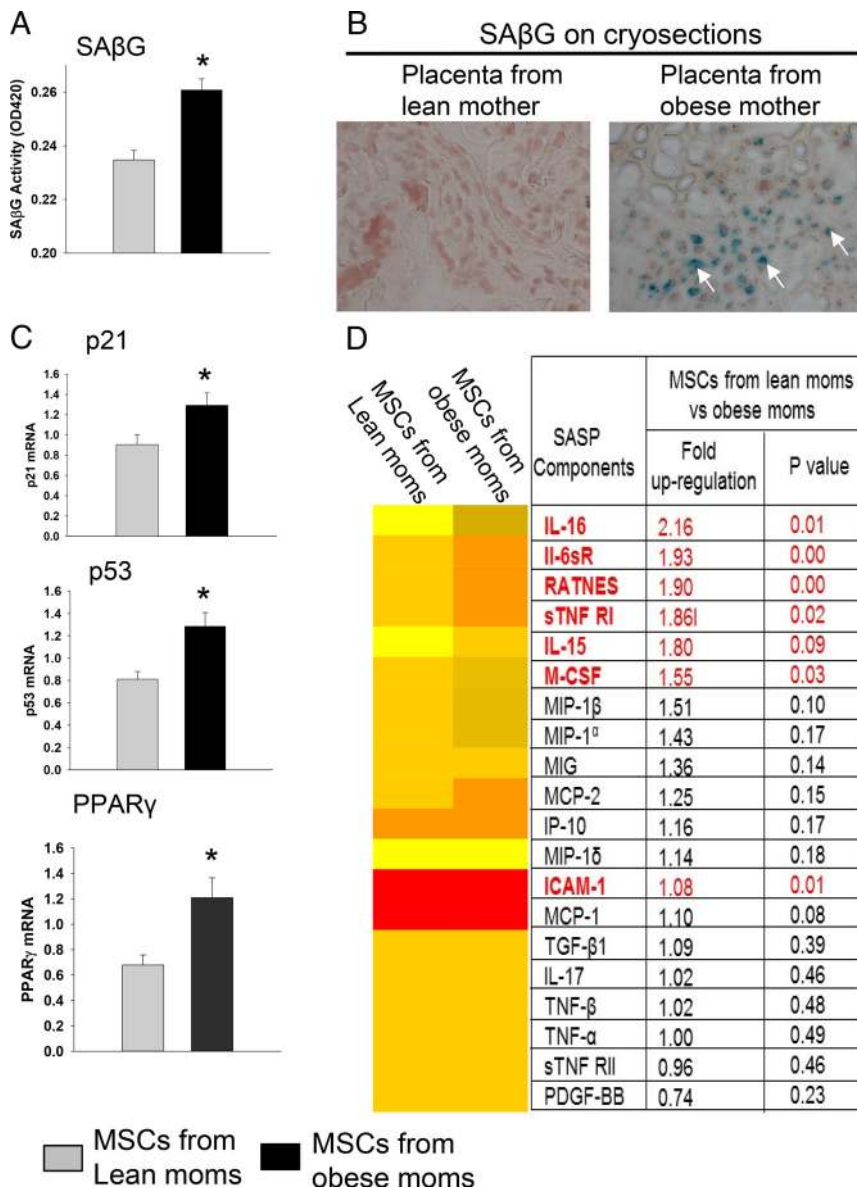 A
SAβG
*
SAβG Activity (OD420)
0.26
0.24
0.22
0.20
B
SAβG on cryosections
Placenta from
lean mother
Placenta from
obese mother
C
p21
*
p21 mRNA
1.6
1.4
1.2
1.0
0.8
0.6
0.4
0.2
0.0
p53
*
p53 mRNA
1.6
1.4
1.2
1.0
0.8
0.6
0.4
0.2
0.0
PPARγ
*
PPARγ mRNA
1.6
1.4
1.2
1.0
0.8
0.6
0.4
0.2
0.0
MSCs from
Lean moms
MSCs from
obese moms
D
MSCs from
Lean moms
MSCs from
obese moms
SASP
Components
MSCs from lean moms
vs obese moms
Fold
up-regulation
P value
IL-16 2.16 0.01
Il-6sR 1.93 0.00
RATNES 1.90 0.00
sTNF RI 1.86l 0.02
IL-15 1.80 0.09
M-CSF 1.55 0.03
MIP-1β 1.51 0.10
MIP-1α 1.43 0.17
MIG 1.36 0.14
MCP-2 1.25 0.15
IP-10 1.16 0.17
MIP-1δ 1.14 0.18
ICAM-1 1.08 0.01
MCP-1 1.10 0.08
TGF-β1 1.09 0.39
IL-17 1.02 0.46
TNF-β 1.02 0.48
TNF-α 1.00 0.49
sTNF RII 0.96 0.46
PDGF-BB 0.74 0.23